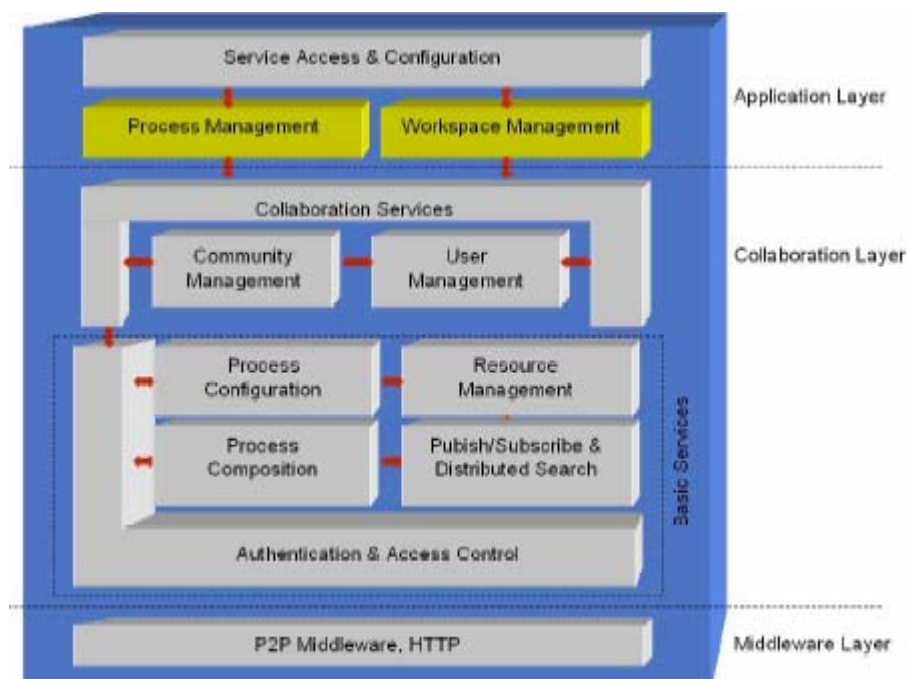 Service Access & Configuration
Application Layer
Process Management
Workspace Management
Collaboration Services
Collaboration Layer
Community
Management
User
Management
Process
Configuration
Resource
Management
Process
Composition
Pubish/Subscribe &
Distributed Search
Basic Services
Authentication & Access Control
P2P Middleware, HTTP
Middleware Layer